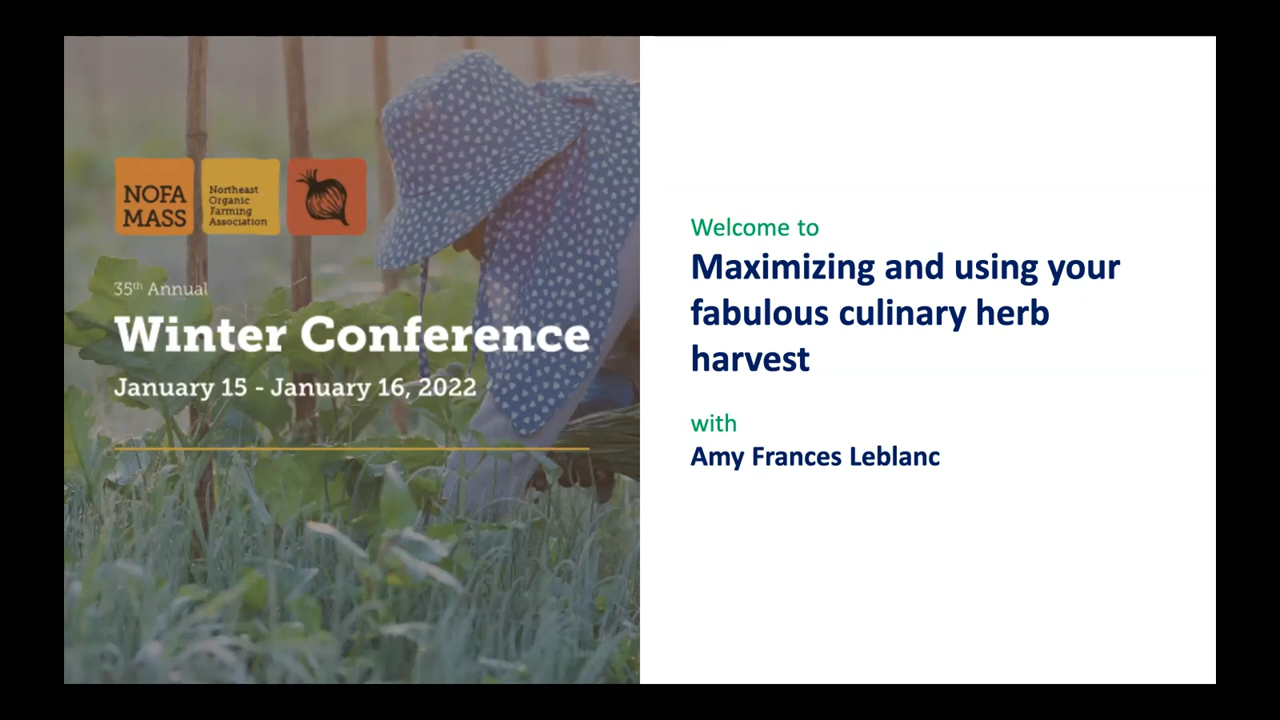 NOFA
MASS
Northeast
Organic
Farming
Association
35th Annual
Winter Conference
January 15 - January 16, 2022
Welcome to
Maximizing and using your
fabulous culinary herb
harvest
with
Amy Frances Leblanc